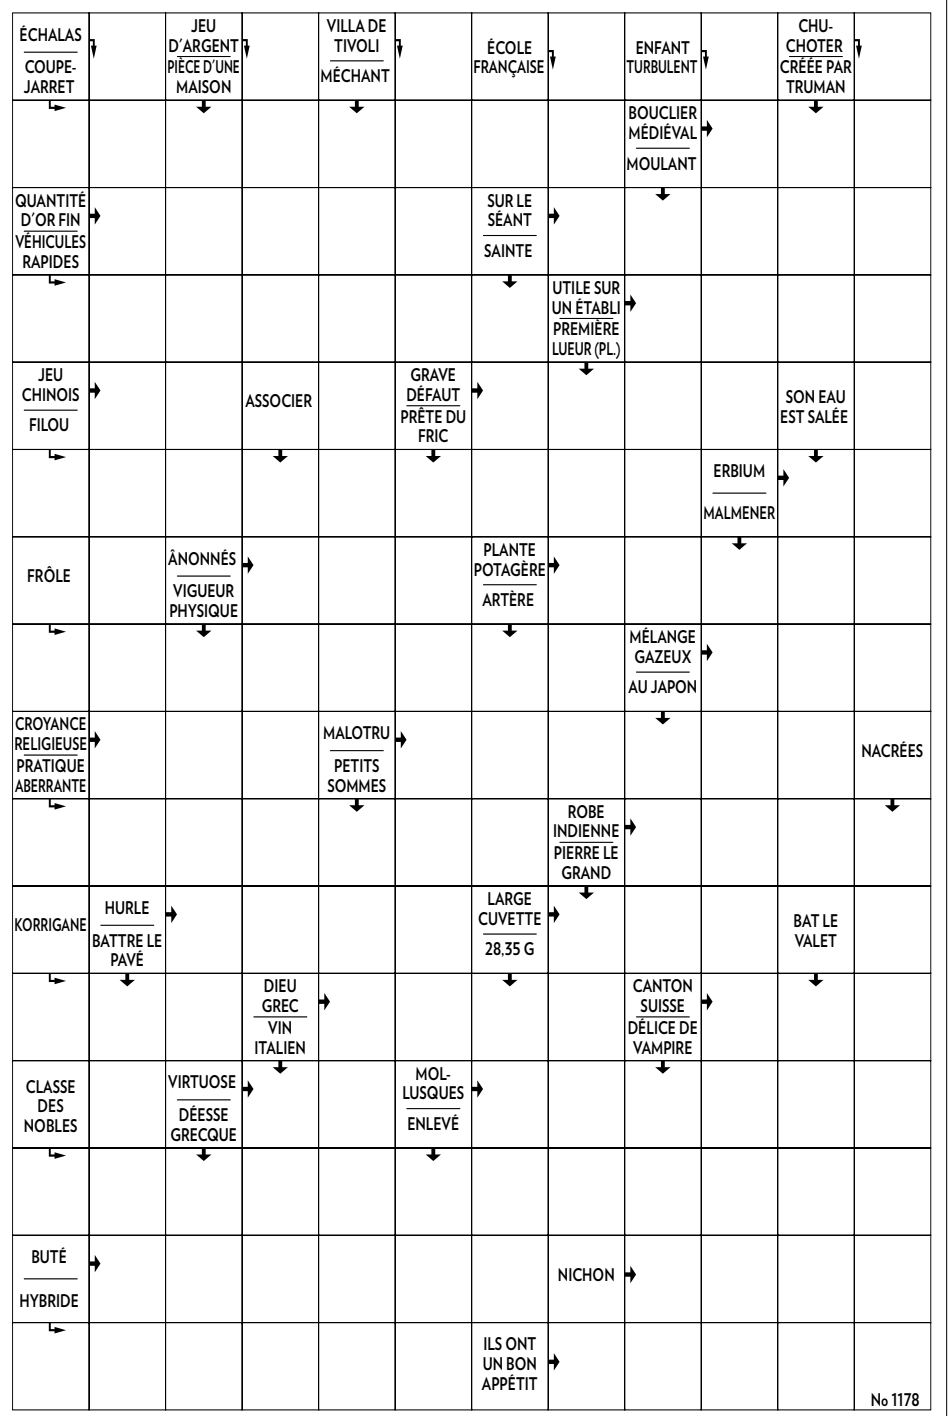 ÉCHALAS
COUPE-
JARRET
JEU
D'ARGENT
PIÈCE D'UNE
MAISON
VILLA DE
TIVOLI
MÉCHANT
ÉCOLE
FRANÇAISE
ENFANT
TURBULENT
CHU-
CHOTER
CRÉÉE PAR
TRUMAN
BOUCLIER
MÉDIÉVAL
MOULANT
QUANTITÉ
D'OR FIN
VÉHICULES
RAPIDES
SUR LE
SÉANT
SAINTE
UTILE SUR
UN ÉTABLI
PREMIÈRE
LUEUR (PL.)
JEU
CHINOIS
FILOU
ASSOCIER
GRAVE
DÉFAUT
PRÊTE DU
FRIC
SON EAU
EST SALÉE
ERBIUM
MALMENER
FRÔLE
ÂNONNÉS
VIGUEUR
PHYSIQUE
PLANTE
POTAGÈRE
ARTÈRE
MÉLANGE
GAZEUX
AU JAPON
CROYANCE
RELIGIEUSE
PRATIQUE
ABERRANTE
MALOTRU
PETITS
SOMMES
NACRÉES
ROBE
INDIENNE
PIERRE LE
GRAND
KORRIGANE
HURLE
BATTRE LE
PAVÉ
LARGE
CUVETTE
28,35 G
BAT LE
VALET
DIEU
GREC
VIN
ITALIEN
CANTON
SUISSE
DÉLICE DE
VAMPIRE
CLASSE
DES
NOBLES
VIRTUOSE
DÉESSE
GRECQUE
MOL-
LUSQUES
ENLEVÉ
BUTÉ
HYBRIDE
NICHON
ILS ONT
UN BON
APPÉTIT
No 1178